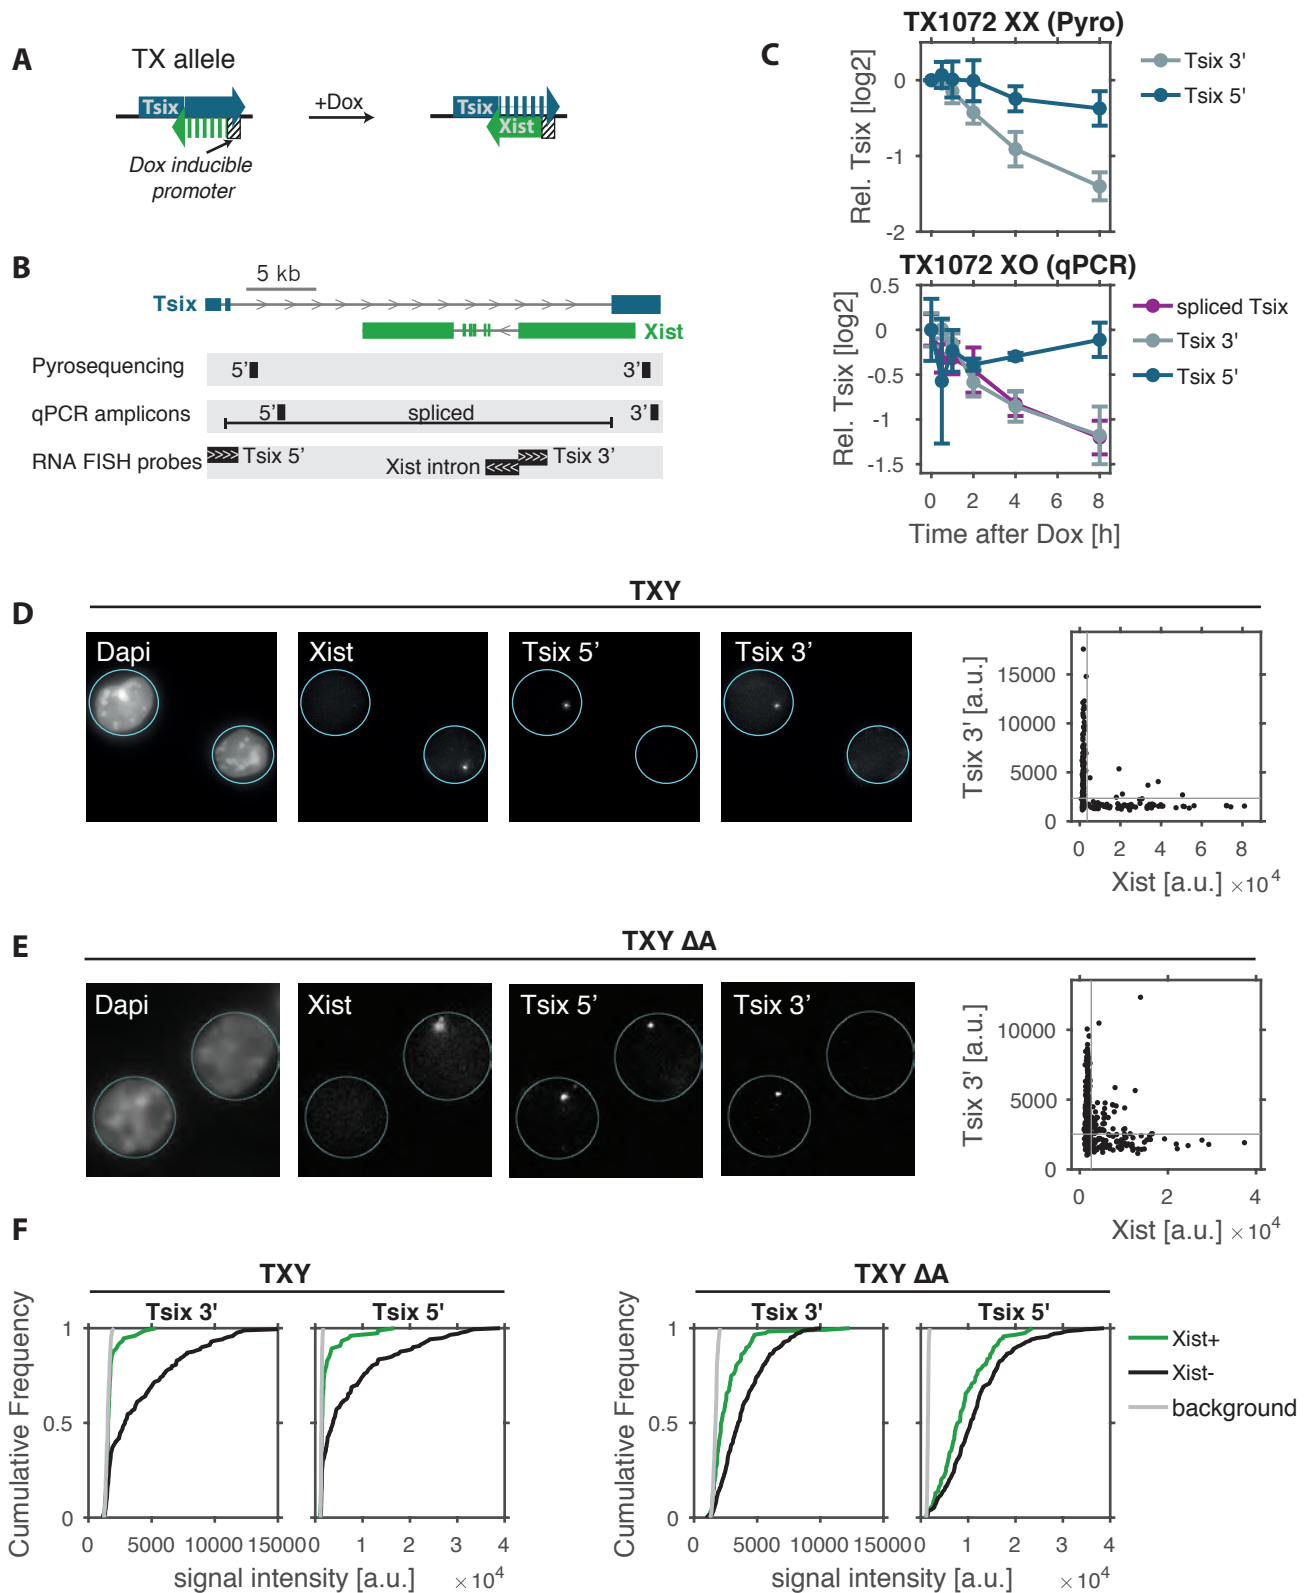 A
TX allele
Tsix
+Dox
Tsix
Xist
Dox inducible
promoter
B
5 kb
Tsix
Xist
Pyrosequencing
5'
3'
qPCR amplicons
5'
spliced
3'
RNA FISH probes
>>>>
Tsix 5'
Xist intron
<<<<
>>>>
Tsix 3'
C
TX1072 XX (Pyro)
Rel. Tsix [log2]
0
-1
-2
Tsix 3'
Tsix 5'
TX1072 XO (qPCR)
Rel. Tsix [log2]
0.5
0
-0.5
-1
-1.5
0 2 4 6 8
Time after Dox [h]
spliced Tsix
Tsix 3'
Tsix 5'
D
TXY
Dapi
Xist
Tsix 5'
Tsix 3'
Tsix 3' [a.u.]
15000
10000
5000
0
0 2 4 6 8
Xist [a.u.] ×10⁴
E
TXY ΔA
Dapi
Xist
Tsix 5'
Tsix 3'
Tsix 3' [a.u.]
10000
5000
0
0 2 4
Xist [a.u.] ×10⁴
F
TXY
Tsix 3'
Tsix 5'
Cumulative Frequency
1
0.5
0
0 5000 10000 15000
0 1 2 3 4
signal intensity [a.u.] ×10⁴
TXY ΔA
Tsix 3'
Tsix 5'
Cumulative Frequency
1
0.5
0
0 5000 10000 15000
0 1 2 3 4
signal intensity [a.u.] ×10⁴
Xist+
Xist-
background